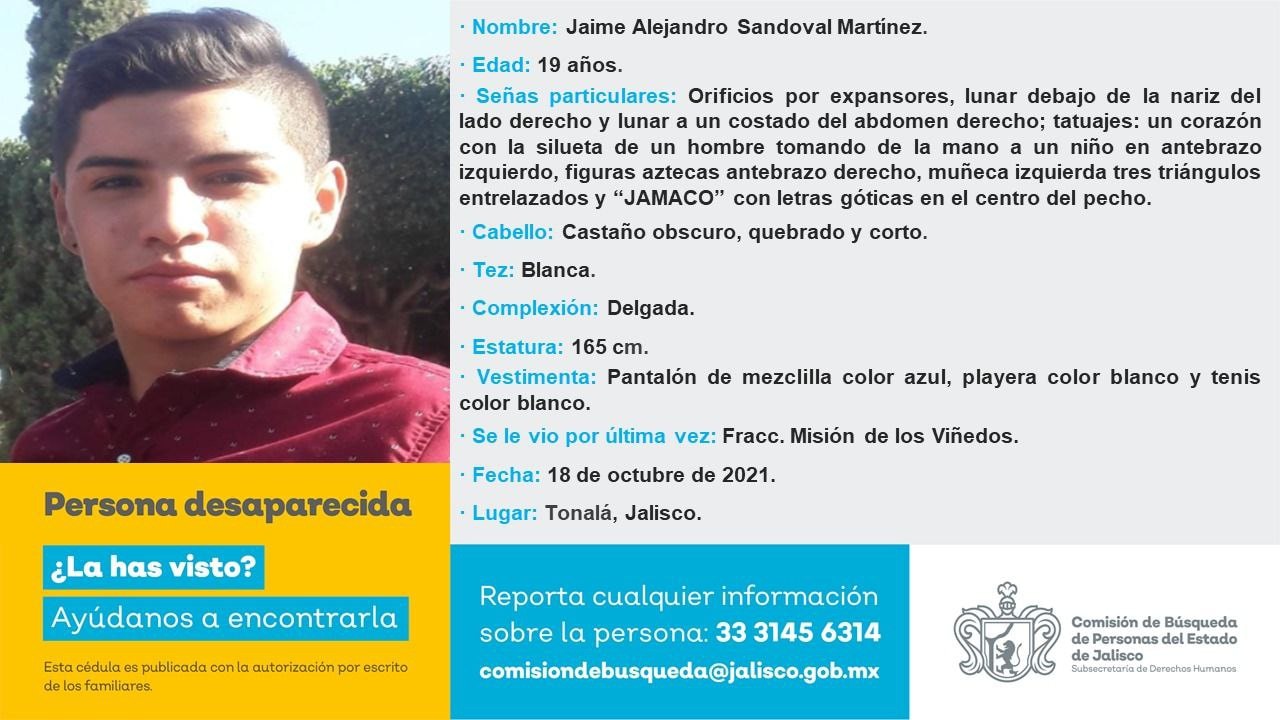 · Nombre: Jaime Alejandro Sandoval Martínez.
· Edad: 19 años.
· Señas particulares: Orificios por expansores, lunar debajo de la nariz del
lado derecho y lunar a un costado del abdomen derecho; tatuajes: un corazón
con la silueta de un hombre tomando de la mano a un niño en antebrazo
izquierdo, figuras aztecas antebrazo derecho, muñeca izquierda tres triángulos
entrelazados y “JAMACO” con letras góticas en el centro del pecho.
· Cabello: Castaño obscuro, quebrado y corto.
· Tez: Blanca.
· Complexión: Delgada.
· Estatura: 165 cm.
· Vestimenta: Pantalón de mezclilla color azul, playera color blanco y tenis
color blanco.
· Se le vio por última vez: Fracc. Misión de los Viñedos.
· Fecha: 18 de octubre de 2021.
· Lugar: Tonalá, Jalisco.
Persona desaparecida
¿La has visto?
Ayúdanos a encontrarla
Esta cédula es publicada con la autorización por escrito
de los familiares.
Reporta cualquier información
sobre la persona: 33 3145 6314
comisiondebusqueda@jalisco.gob.mx
Comisión de Búsqueda
de Personas del Estado
de Jalisco
Subsecretaría de Derechos Humanos